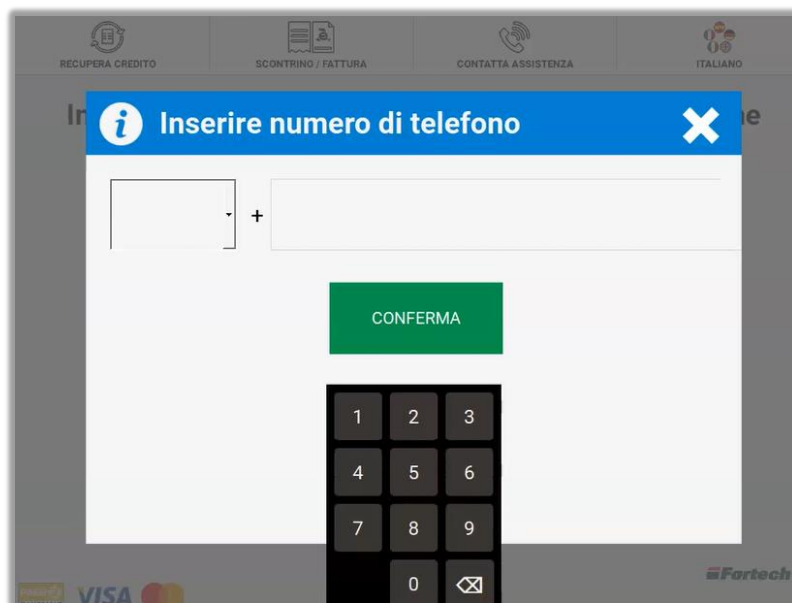 RECUPERA CREDITO
SCONTRINO / FATTURA
CONTATTA ASSISTENZA
ITALIANO
Inserire numero di telefono
+
CONFERMA
1 2 3
4 5 6
7 8 9
0
VISA
Fortech